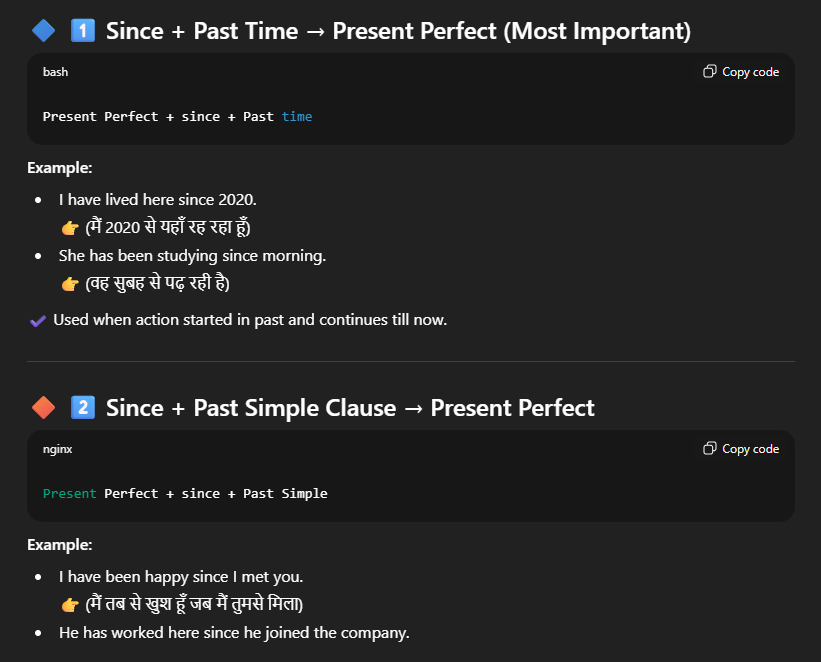 🔷 1️⃣ Since + Past Time → Present Perfect (Most Important)
bash
Copy code
Present Perfect + since + Past time
Example:
• I have lived here since 2020.
👉 (मैं 2020 से यहाँ रह रहा हूँ)
• She has been studying since morning.
👉 (वह सुबह से पढ़ रही है)
✔ Used when action started in past and continues till now.
🔶 2️⃣ Since + Past Simple Clause → Present Perfect
nginx
Copy code
Present Perfect + since + Past Simple
Example:
• I have been happy since I met you.
👉 (मैं तब से खुश हूँ जब मैं तुमसे मिला)
• He has worked here since he joined the company.